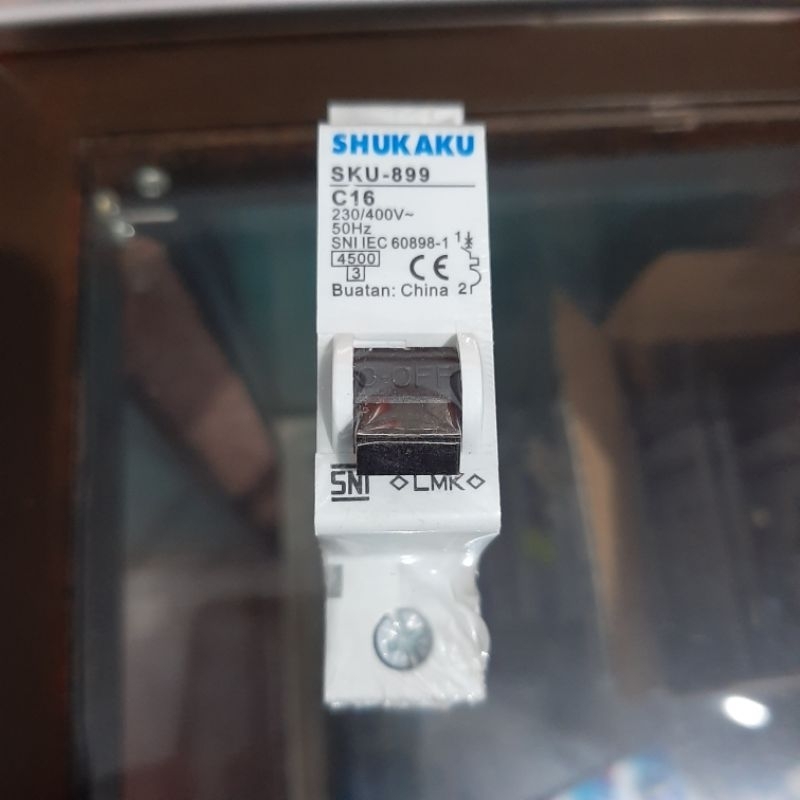 SHUKAKU
SKU-899
C16
230/400V~
50Hz
SNI IEC 60898-1 1
4500
3
CE
Buatan: China 2
O-OFF
SNI ◇LMK◇